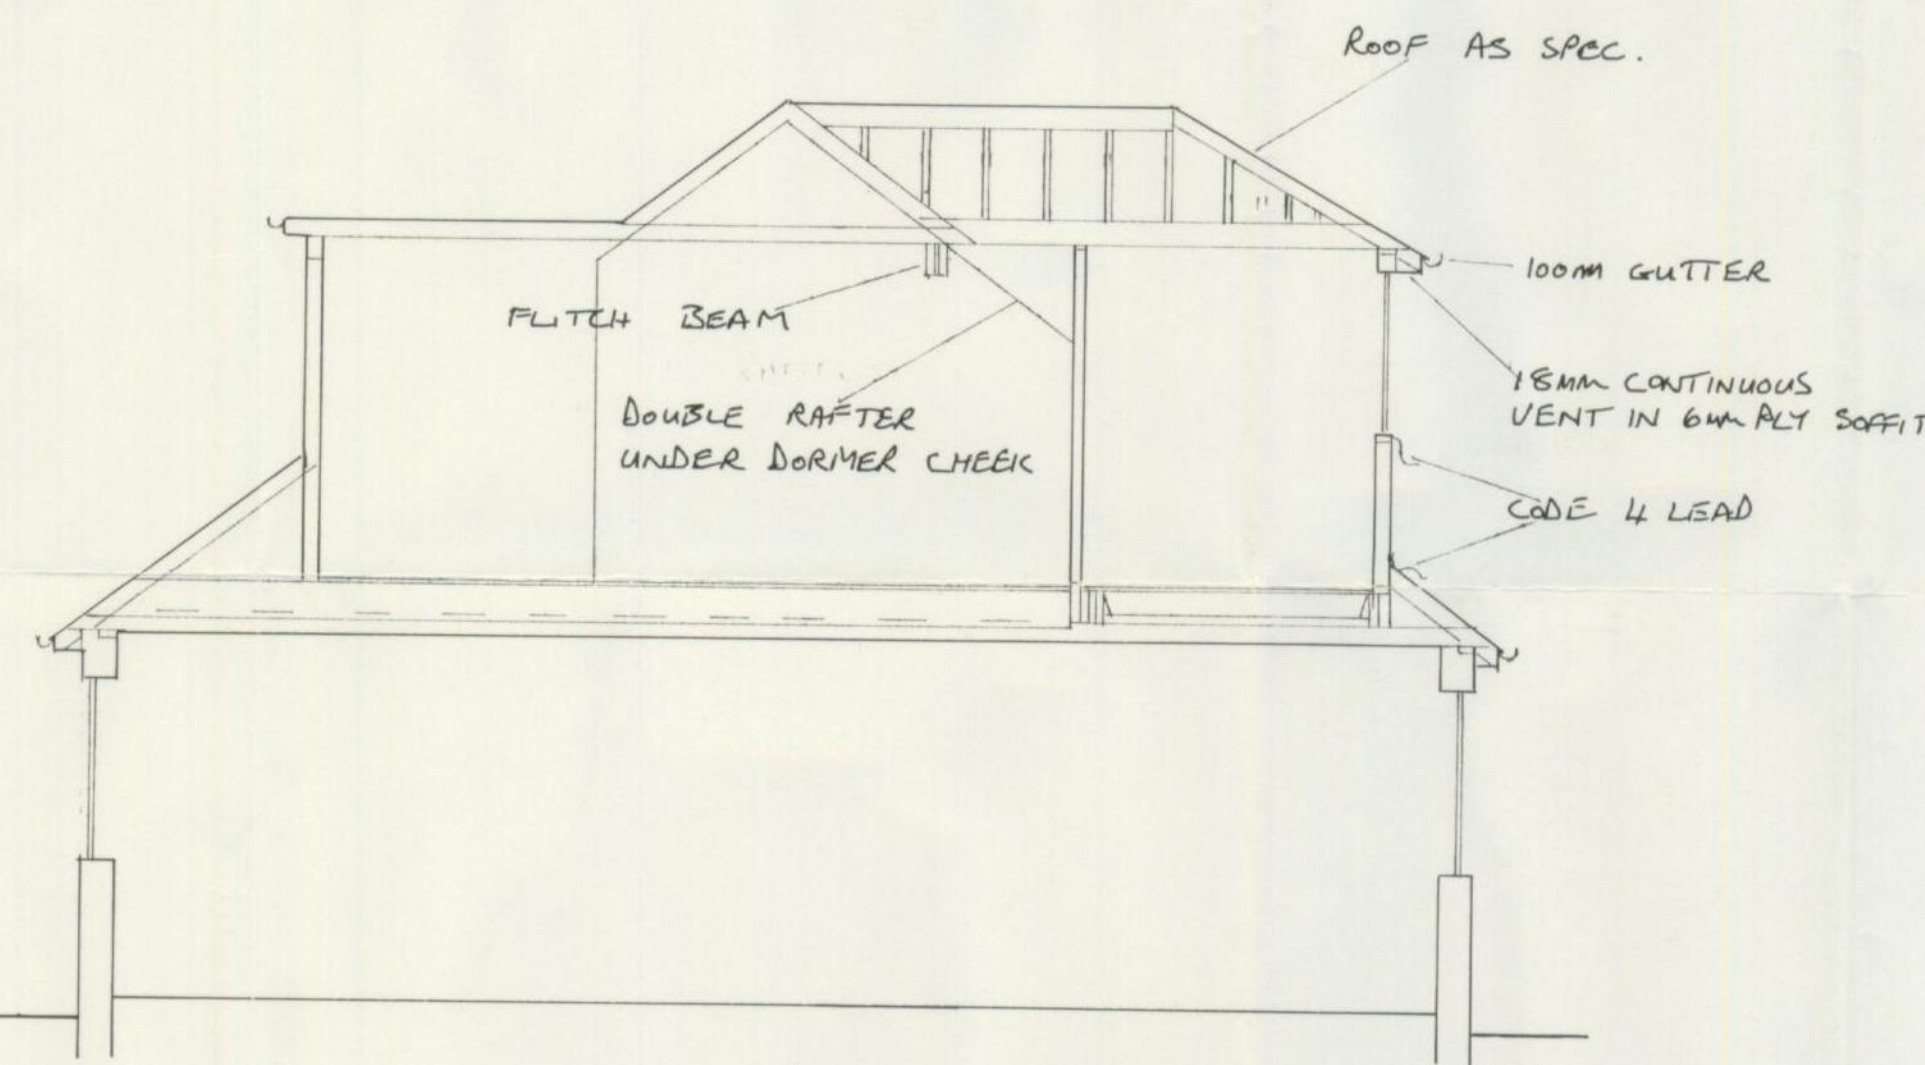 ROOF AS SPEC.
100mm GUTTER
FLITCH BEAM
18MM CONTINUOUS
VENT IN 6mm PLY SOFFIT
DOUBLE RAFTER
UNDER DORMER CHEEK
CODE 4 LEAD